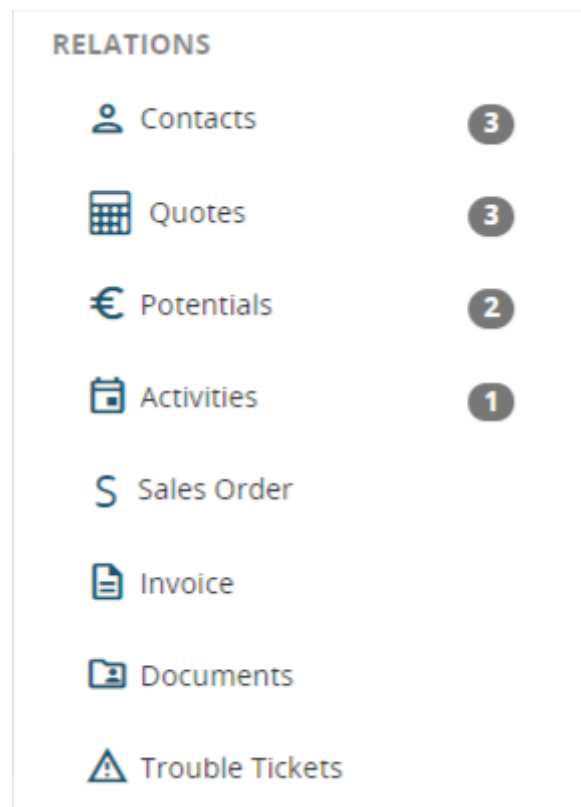 RELATIONS
Contacts 3
Quotes 3
€ Potentials 2
Activities 1
S Sales Order
Invoice
Documents
Trouble Tickets